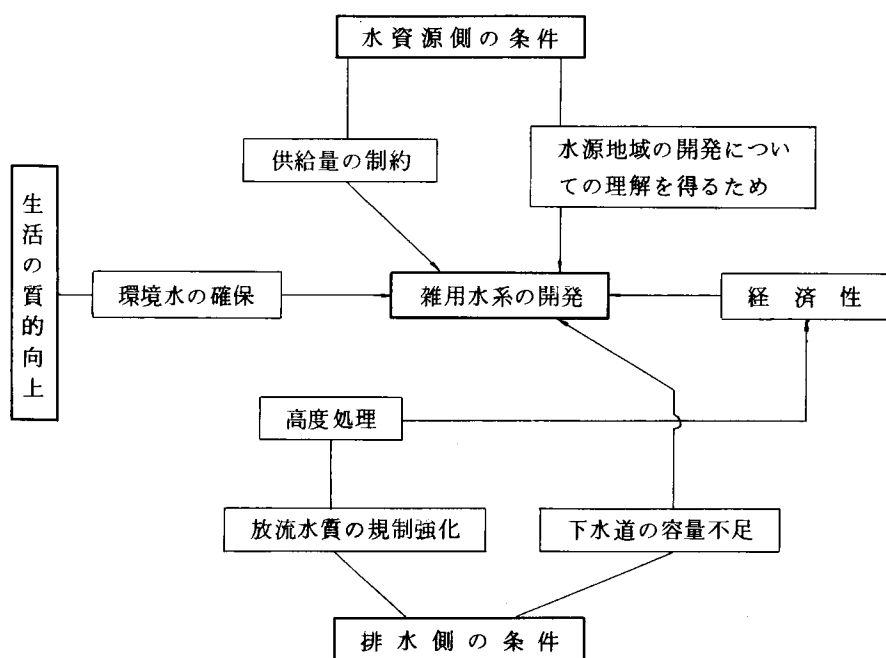 水資源側の条件
供給量の制約
水源地域の開発につい
ての理解を得るため
生活の質的向上
環境水の確保
雑用水系の開発
経済性
高度処理
放流水質の規制強化
下水道の容量不足
排水側の条件